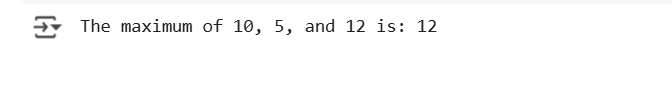 The maximum of 10, 5, and 12 is: 12